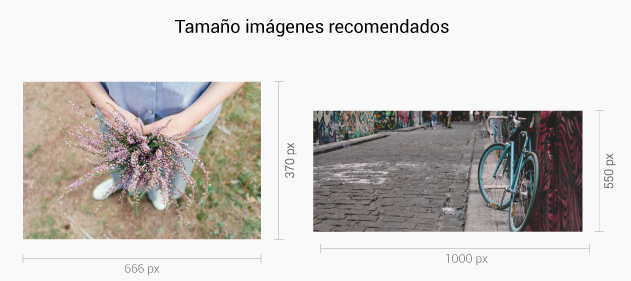 Tamaño imágenes recomendados
370 px
666 px
550 px
1000 px